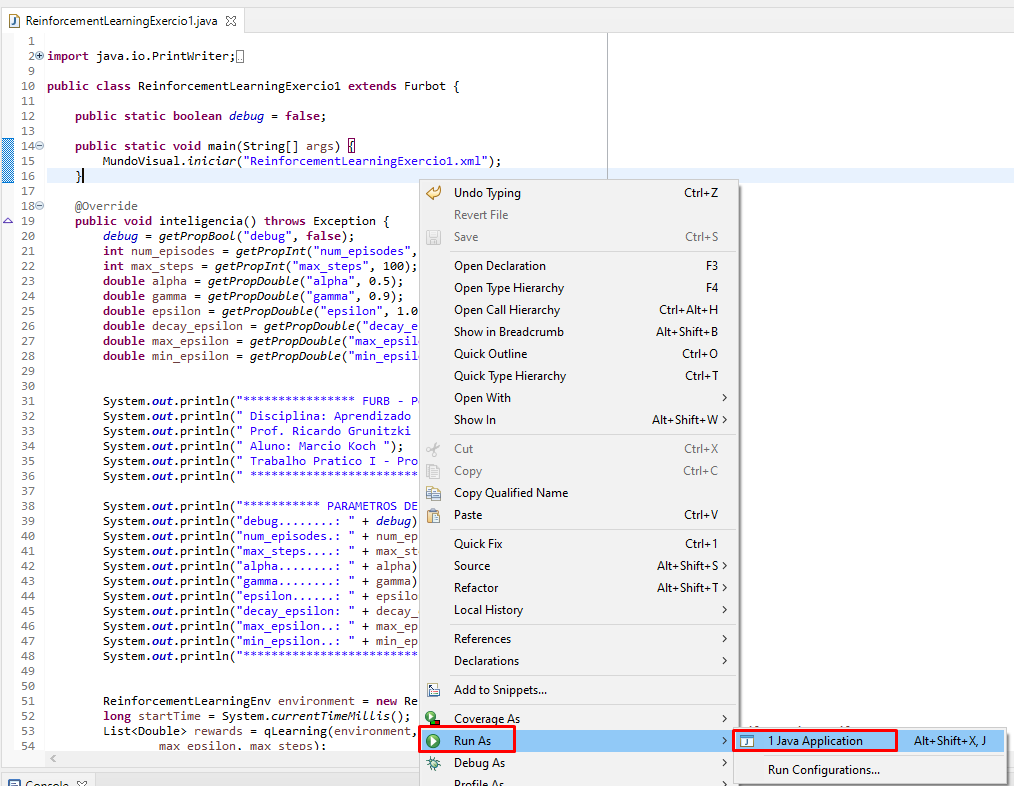 ReinforcementLearningExercio1.java
1
2 import java.io.PrintWriter;
9
10 public class ReinforcementLearningExercio1 extends Furbot {
11
12 public static boolean debug = false;
13
14 public static void main(String[] args) {
15 MundoVisual.iniciar("ReinforcementLearningExercio1.xml");
16 }
17
18 @Override
19 public void inteligencia() throws Exception {
20 debug = getPropBool("debug", false);
21 int num_episodes = getPropInt("num_episodes",
22 int max_steps = getPropInt("max_steps", 100);
23 double alpha = getPropDouble("alpha", 0.5);
24 double gamma = getPropDouble("gamma", 0.9);
25 double epsilon = getPropDouble("epsilon", 1.0
26 double decay_epsilon = getPropDouble("decay_e
27 double max_epsilon = getPropDouble("max_epsil
28 double min_epsilon = getPropDouble("min_epsil
29
30
31 System.out.println("**************** FURB - P
32 System.out.println(" Disciplina: Aprendizado
33 System.out.println(" Prof. Ricardo Grunitzki
34 System.out.println(" Aluno: Marcio Koch ");
35 System.out.println(" Trabalho Pratico I - Pro
36 System.out.println(" ************************
37
38 System.out.println("*********** PARAMETROS DE
39 System.out.println("debug........: " + debug)
40 System.out.println("num_episodes.: " + num_ep
41 System.out.println("max_steps....: " + max_st
42 System.out.println("alpha........: " + alpha)
43 System.out.println("gamma........: " + gamma)
44 System.out.println("epsilon......: " + epsilo
45 System.out.println("decay_epsilon: " + decay_
46 System.out.println("max_epsilon..: " + max_ep
47 System.out.println("min_epsilon..: " + min_ep
48 System.out.println("*************************
49
50
51 ReinforcementLearningEnv environment = new Re
52 long startTime = System.currentTimeMillis();
53 List<Double> rewards = qLearning(environment,
54 max_epsilon, max_steps);
Console
Undo Typing Ctrl+Z
Revert File
Save Ctrl+S
Open Declaration F3
Open Type Hierarchy F4
Open Call Hierarchy Ctrl+Alt+H
Show in Breadcrumb Alt+Shift+B
Quick Outline Ctrl+O
Quick Type Hierarchy Ctrl+T
Open With
Show In Alt+Shift+W
Cut Ctrl+X
Copy Ctrl+C
Copy Qualified Name
Paste Ctrl+V
Quick Fix Ctrl+1
Source Alt+Shift+S
Refactor Alt+Shift+T
Local History
References
Declarations
Add to Snippets...
Coverage As
Run As
Debug As
Profile As
1 Java Application Alt+Shift+X, J
Run Configurations...